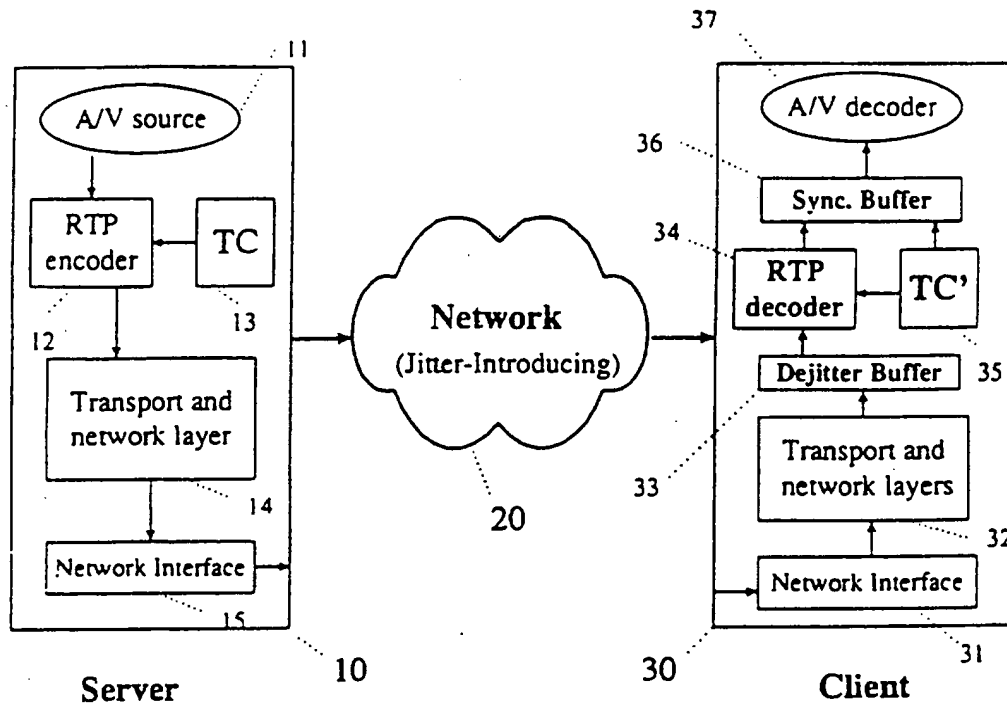 11
A/V source
RTP
encoder
TC
12
13
Transport and
network layer
14
Network Interface
15
10
Server
Network
(Jitter-Introducing)
20
37
A/V decoder
36
Sync. Buffer
34
RTP
decoder
TC'
35
Dejitter Buffer
33
Transport and
network layers
32
Network Interface
31
30
Client